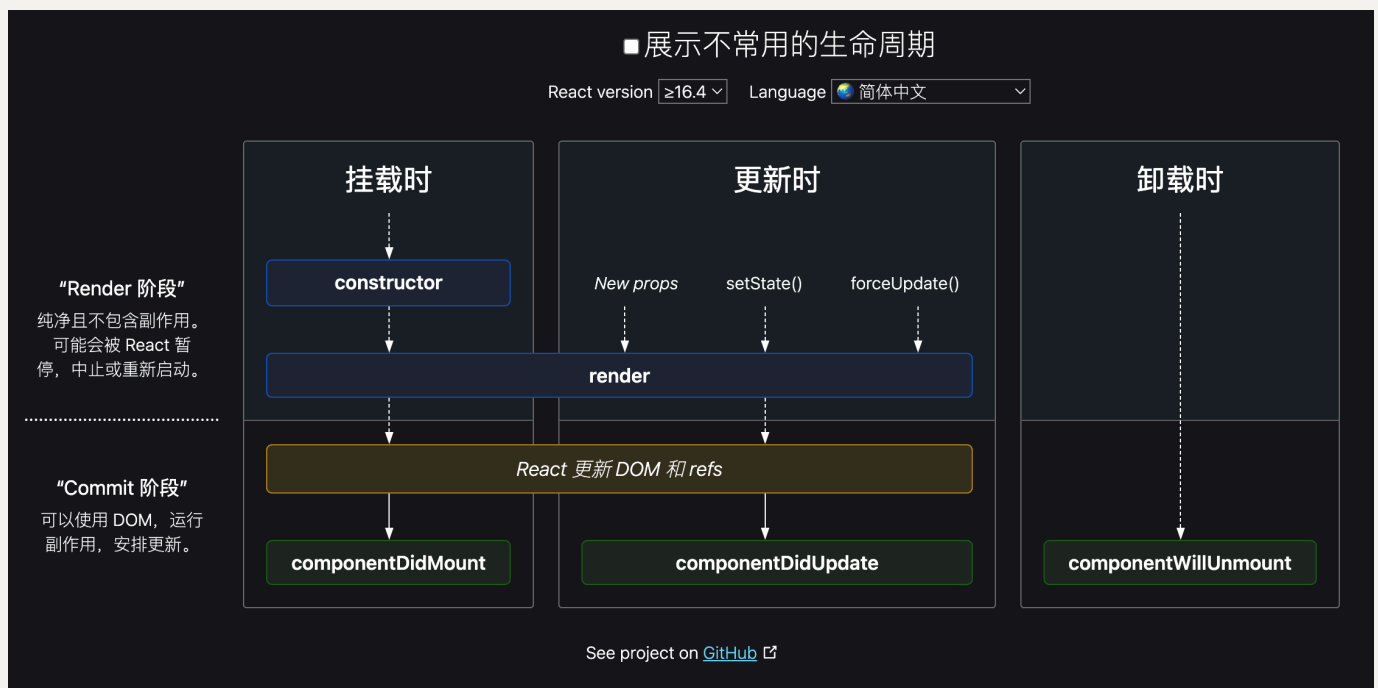 展示不常用的生命周期
React version ≥16.4 Language 简体中文
挂载时
更新时
卸载时
“Render 阶段”
纯净且不包含副作用。
可能会被 React 暂
停，中止或重新启动。
constructor
New props
setState()
forceUpdate()
render
“Commit 阶段”
可以使用 DOM，运行
副作用，安排更新。
React 更新 DOM 和 refs
componentDidMount
componentDidUpdate
componentWillUnmount
See project on GitHub